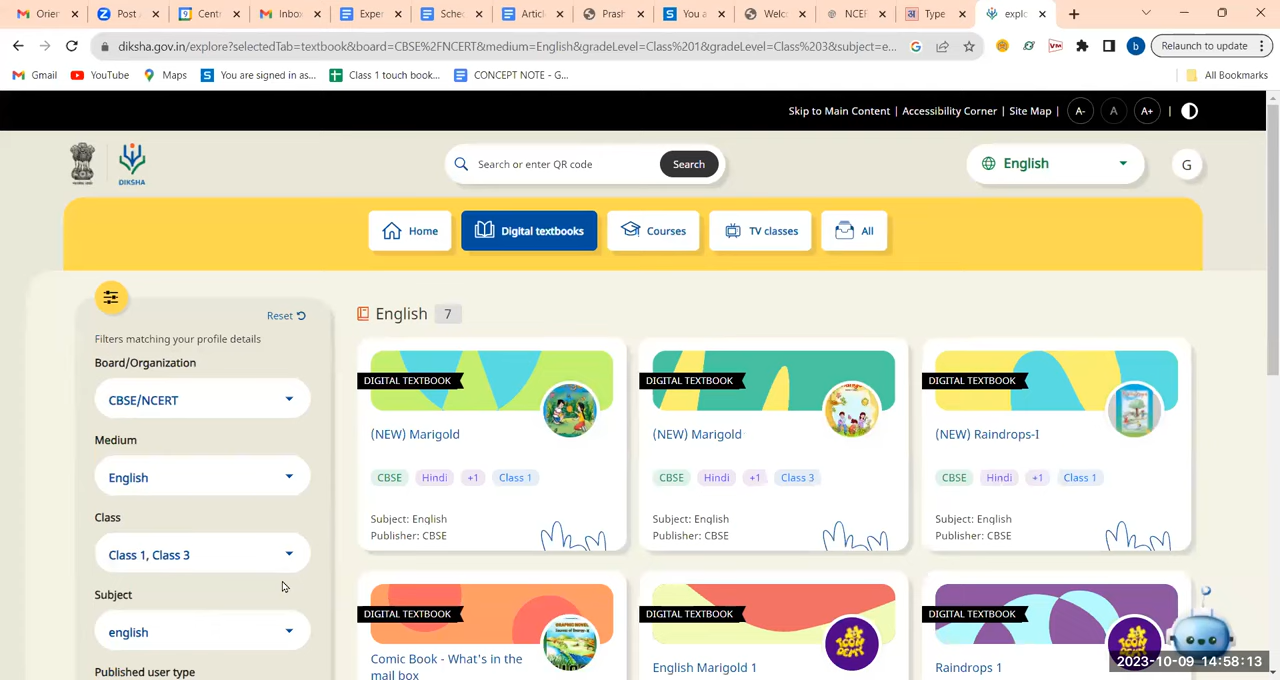 Orien
Post A
Centr
Inbox
Exper
Sched
Article
Prash
You a
Welco
NCEF
Type
explo
diksha.gov.in/explore?selectedTab=textbook&board=CBSE%2FNCERT&medium=English&gradeLevel=Class%201&gradeLevel=Class%203&subject=e...
Relaunch to update
Gmail
YouTube
Maps
You are signed in as...
Class 1 touch book...
CONCEPT NOTE - G...
All Bookmarks
Skip to Main Content | Accessibility Corner | Site Map |
A-
A
A+
DIKSHA
Search or enter QR code
Search
English
G
Home
Digital textbooks
Courses
TV classes
All
Reset
Filters matching your profile details
Board/Organization
CBSE/NCERT
Medium
English
Class
Class 1, Class 3
Subject
english
Published user type
English 7
DIGITAL TEXTBOOK
(NEW) Marigold
CBSE Hindi +1 Class 1
Subject: English
Publisher: CBSE
DIGITAL TEXTBOOK
(NEW) Marigold
CBSE Hindi +1 Class 3
Subject: English
Publisher: CBSE
DIGITAL TEXTBOOK
(NEW) Raindrops-I
CBSE Hindi +1 Class 1
Subject: English
Publisher: CBSE
DIGITAL TEXTBOOK
Comic Book - What's in the
mail box
DIGITAL TEXTBOOK
English Marigold 1
DIGITAL TEXTBOOK
Raindrops 1
2023-10-09 14:58:13